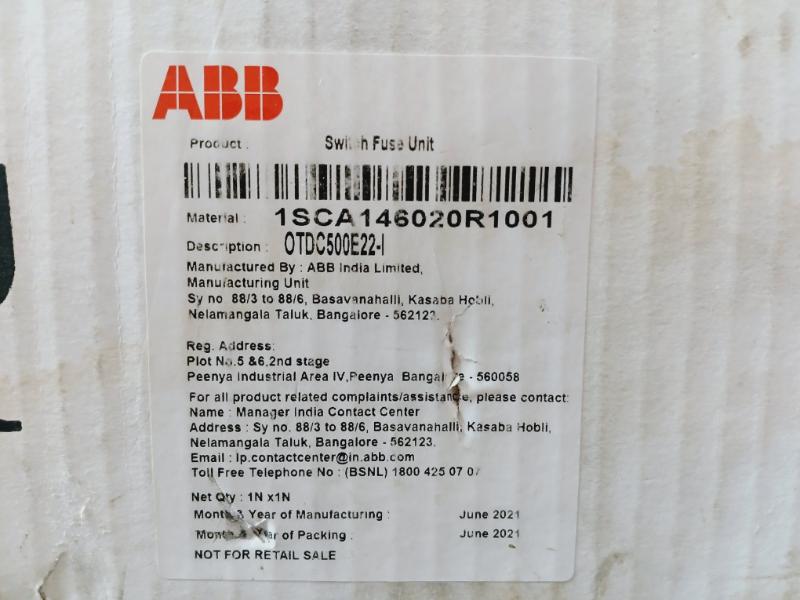 ABB
Product : Switch Fuse Unit
Material : 1SCA146020R1001
Description : OTDC500E22-I
Manufactured By : ABB India Limited,
Manufacturing Unit
Sy no 88/3 to 88/6, Basavanahalli, Kasaba Hobli,
Nelamangala Taluk, Bangalore - 562123.
Reg. Address:
Plot No.5 &6,2nd stage
Peenya Industrial Area IV,Peenya Bangalore - 560058
For all product related complaints/assistance, please contact:
Name : Manager India Contact Center
Address : Sy no. 88/3 to 88/6, Basavanahalli, Kasaba Hobli,
Nelamangala Taluk, Bangalore - 562123.
Email : lp.contactcenter@in.abb.com
Toll Free Telephone No : (BSNL) 1800 425 07 07
Net Qty : 1N x1N
Month & Year of Manufacturing : June 2021
Month & Year of Packing : June 2021
NOT FOR RETAIL SALE